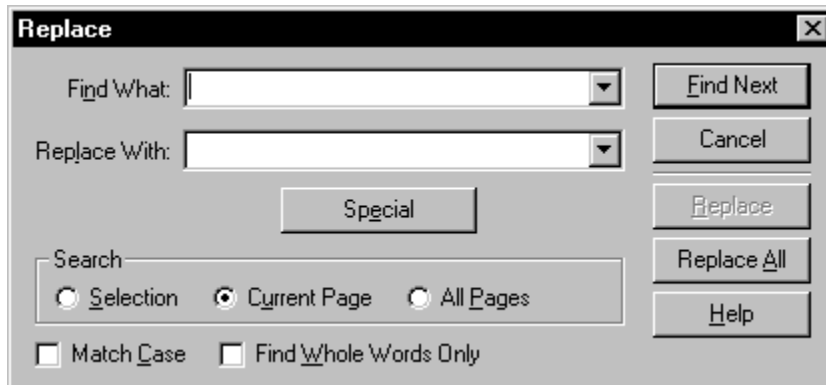 Replace
Find What:
Find Next
Replace With:
Cancel
Special
Replace
Search
Replace All
Selection Current Page All Pages
Help
Match Case Find Whole Words Only